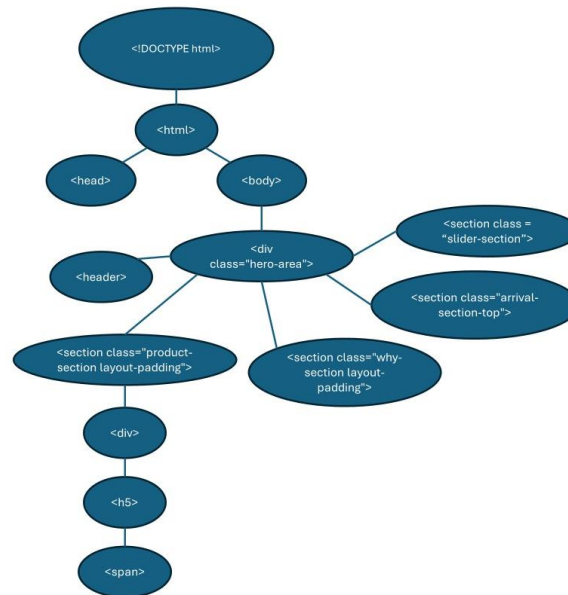 <!DOCTYPE html>
<html>
<head>
<body>
<div
class="hero-area">
<section class =
“slider-section”>
<header>
<section class="arrival-
section-top">
<section class="product-
section layout-padding">
<section class="why-
section layout-
padding">
<div>
<h5>
<span>